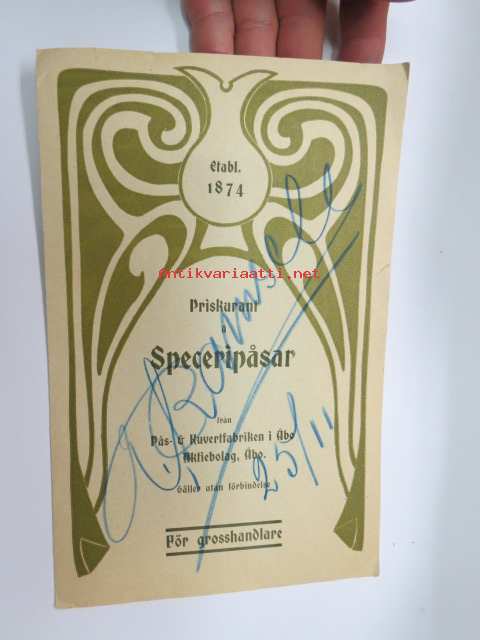 etabl.
1874
Antikvariaatti.net
Priskurant
å
Speceripåsar
från
Pås- & Kuvertfabriken i Åbo
Aktiebolag, Åbo.
Gäller utan förbindelse
25/11
För grosshandlare